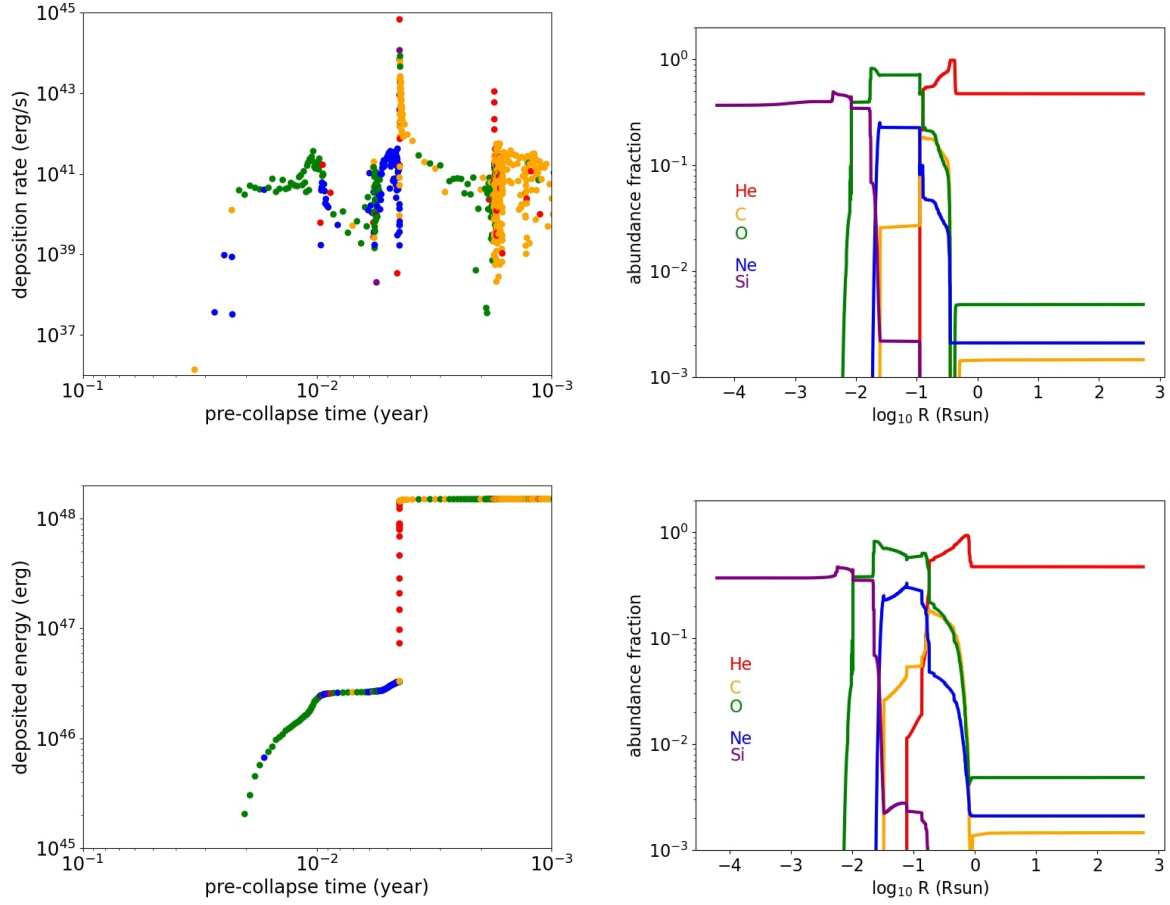 deposition rate (erg/s)
10^45
10^43
10^41
10^39
10^37
10^-1
10^-2
10^-3
pre-collapse time (year)
abundance fraction
10^0
10^-1
10^-2
10^-3
He
C
O
Ne
Si
−4
−3
−2
−1
0
1
2
3
log10 R (Rsun)
deposited energy (erg)
10^48
10^47
10^46
10^45
10^-1
10^-2
10^-3
pre-collapse time (year)
abundance fraction
10^0
10^-1
10^-2
10^-3
He
C
O
Ne
Si
−4
−3
−2
−1
0
1
2
3
log10 R (Rsun)